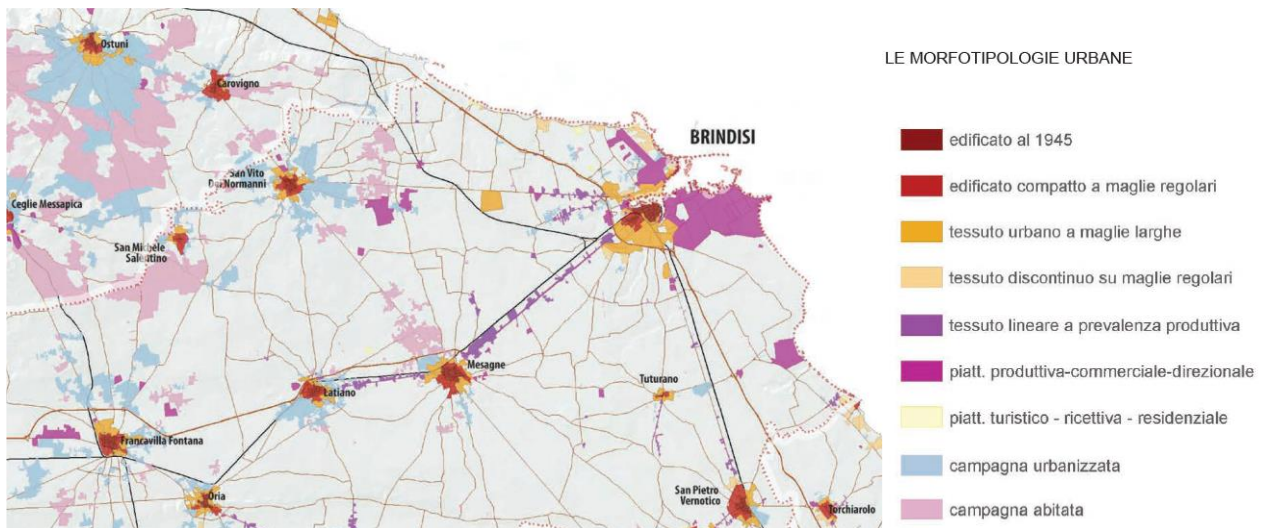 Ostuni
Carovigno
BRINDISI
San Vito
Dei Normanni
Ceglie Messapica
San Michele
Salentino
Mesagne
Latiano
Tuturano
Francavilla Fontana
Oria
San Pietro
Vernotico
Torchiarolo
LE MORFOTIPOLOGIE URBANE
edificato al 1945
edificato compatto a maglie regolari
tessuto urbano a maglie larghe
tessuto discontinuo su maglie regolari
tessuto lineare a prevalenza produttiva
piatt. produttiva-commerciale-direzionale
piatt. turistico - ricettiva - residenziale
campagna urbanizzata
campagna abitata